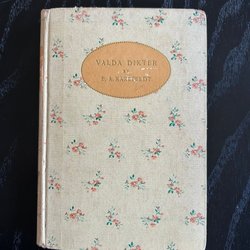 VALDA DIKTER
AV
E. A. KARLFELDT